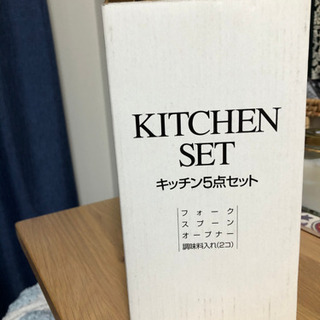 KITCHEN
SET
キッチン5点セット
フォーク
スプーン
オープナー
調味料入れ(2コ)